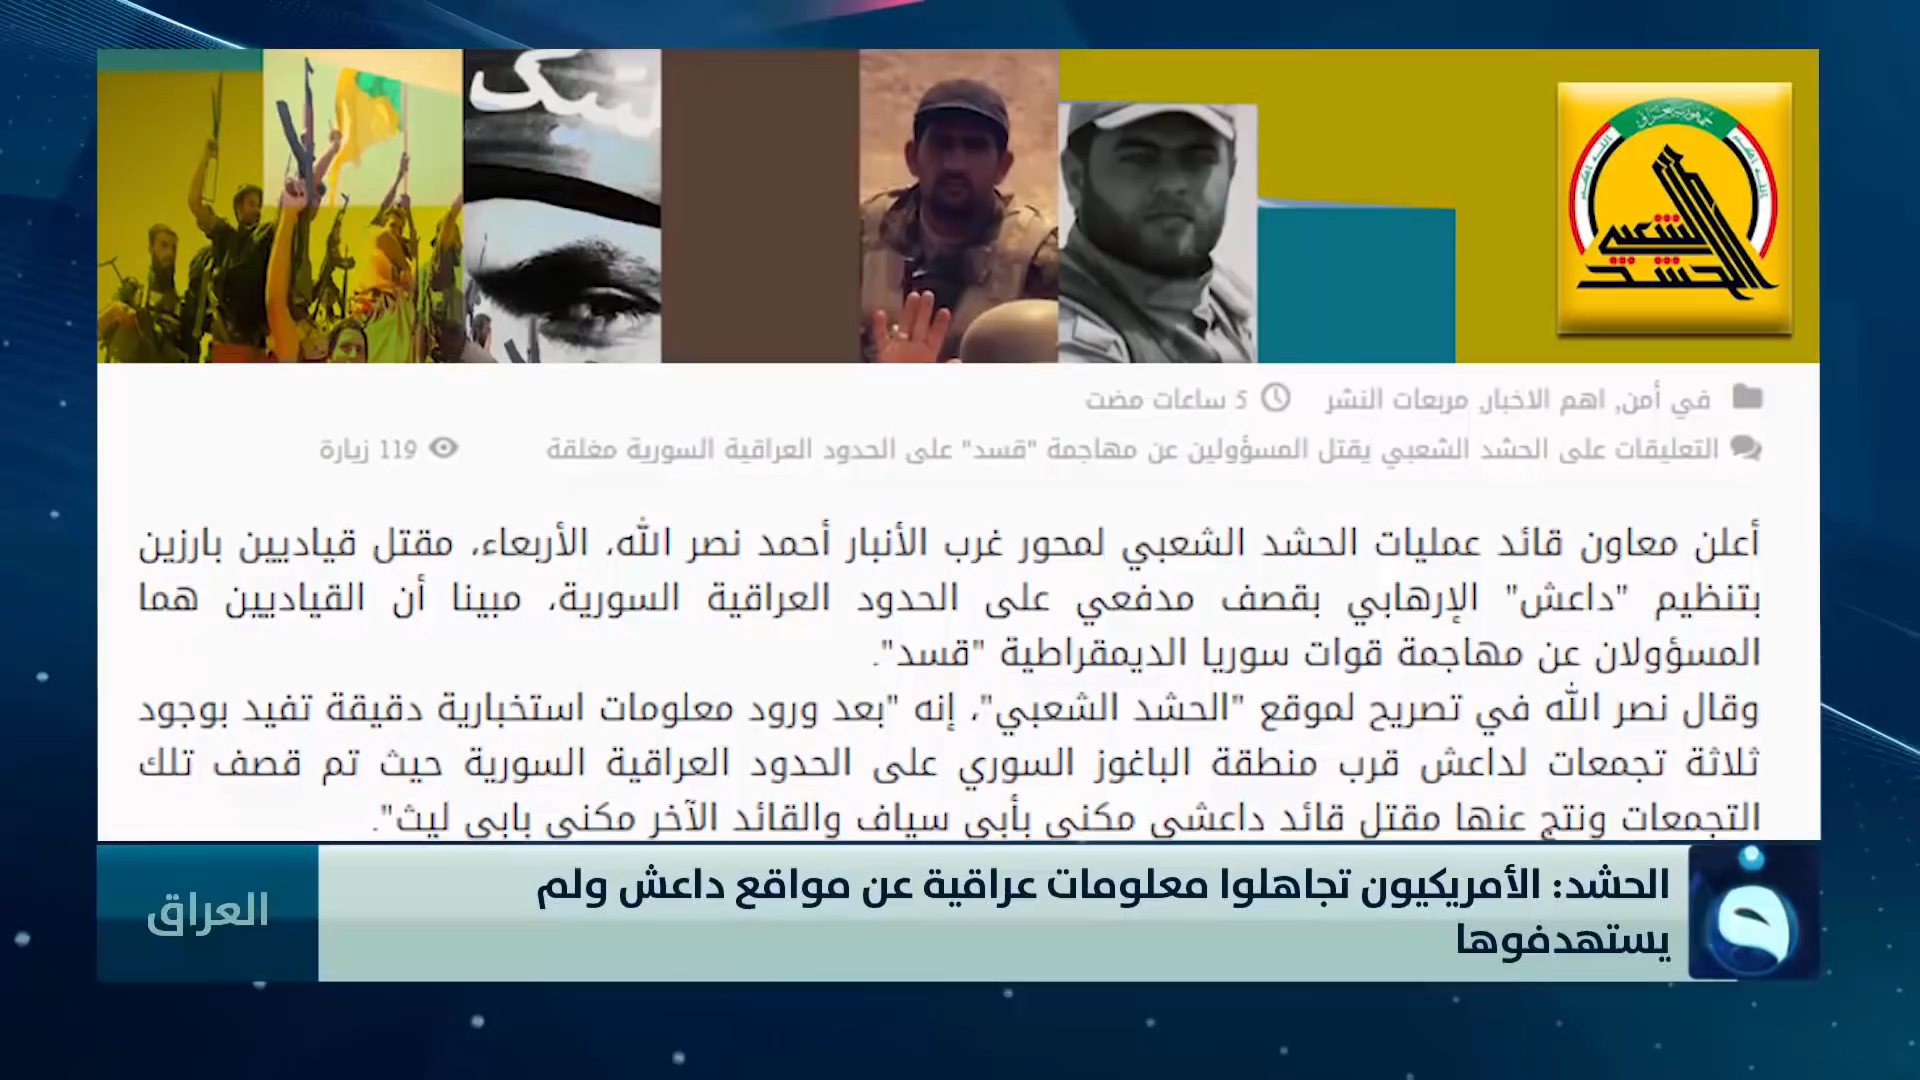 جمهورية العراق
الحشد
الشعبي
في أمن, اهم الاخبار, مربعات النشر
5 ساعات مضت
التعليقات على الحشد الشعبي يقتل المسؤولين عن مهاجمة "قسد" على الحدود العراقية السورية مغلقة
119 زيارة
أعلن معاون قائد عمليات الحشد الشعبي لمحور غرب الأنبار أحمد نصر الله، الأربعاء، مقتل قياديين بارزين
بتنظيم "داعش" الإرهابي بقصف مدفعي على الحدود العراقية السورية، مبينا أن القياديين هما
المسؤولان عن مهاجمة قوات سوريا الديمقراطية "قسد".
وقال نصر الله في تصريح لموقع "الحشد الشعبي"، إنه "بعد ورود معلومات استخبارية دقيقة تفيد بوجود
ثلاثة تجمعات لداعش قرب منطقة الباغوز السوري على الحدود العراقية السورية حيث تم قصف تلك
التجمعات ونتج عنها مقتل قائد داعشي مكنى بأبي سياف والقائد الآخر مكنى بابي ليث".
الحشد: الأمريكيون تجاهلوا معلومات عراقية عن مواقع داعش ولم
يستهدفوها
العراق